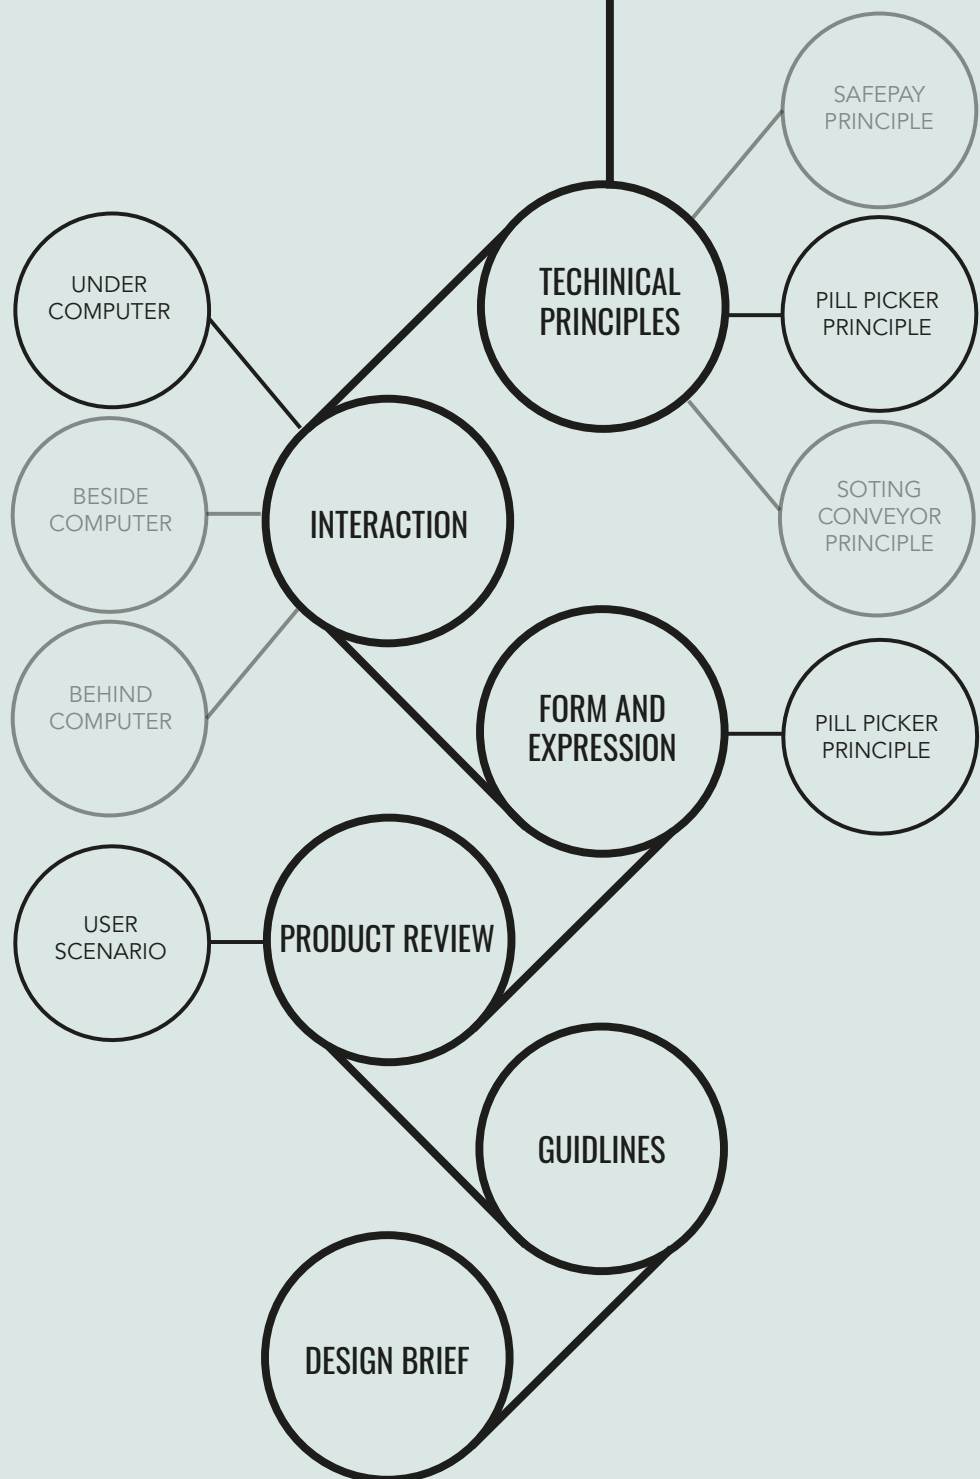 SAFEPAY
PRINCIPLE
TECHINICAL
PRINCIPLES
PILL PICKER
PRINCIPLE
UNDER
COMPUTER
SOTING
CONVEYOR
PRINCIPLE
BESIDE
COMPUTER
INTERACTION
BEHIND
COMPUTER
FORM AND
EXPRESSION
PILL PICKER
PRINCIPLE
USER
SCENARIO
PRODUCT REVIEW
GUIDLINES
DESIGN BRIEF